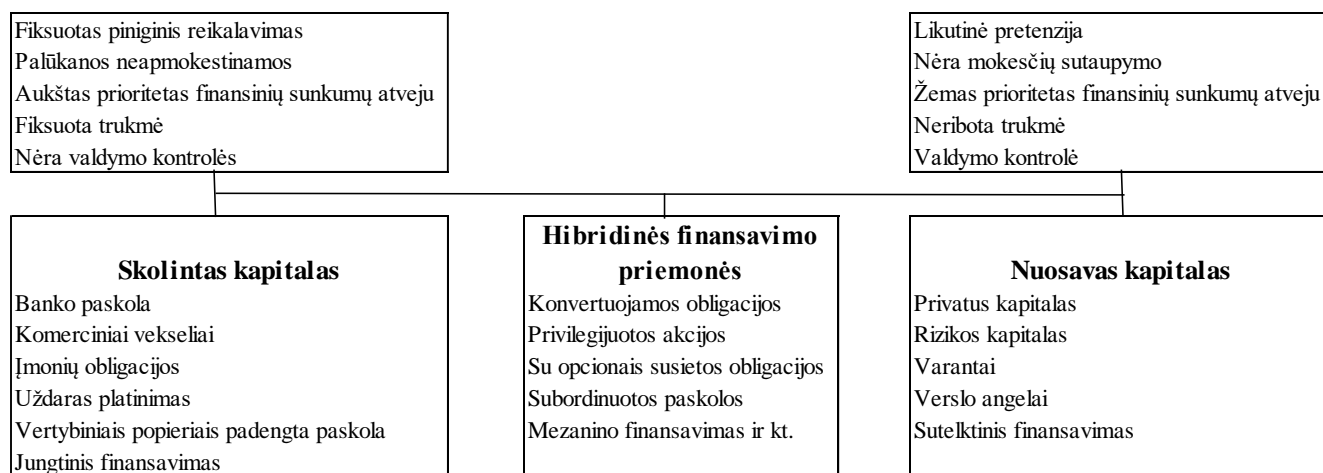 Fiksuotas piniginis reikalavimas
Palūkanos neapmokestinamos
Aukštas prioritetas finansinių sunkumų atveju
Fiksuota trukmė
Nėra valdymo kontrolės
Likutinė pretenzija
Nėra mokesčių sutaupymo
Žemas prioritetas finansinių sunkumų atveju
Neribota trukmė
Valdymo kontrolė
Skolintas kapitalas
Banko paskola
Komerciniai vekseliai
Įmonių obligacijos
Uždaras platinimas
Vertybiniais popieriais padengta paskola
Jungtinis finansavimas
Hibridinės finansavimo
priemonės
Konvertuojamos obligacijos
Privilegijuotos akcijos
Su opcionais susietos obligacijos
Subordinuotos paskolos
Mezanino finansavimas ir kt.
Nuosavas kapitalas
Privatus kapitalas
Rizikos kapitalas
Varantai
Verslo angelai
Sutelktinis finansavimas